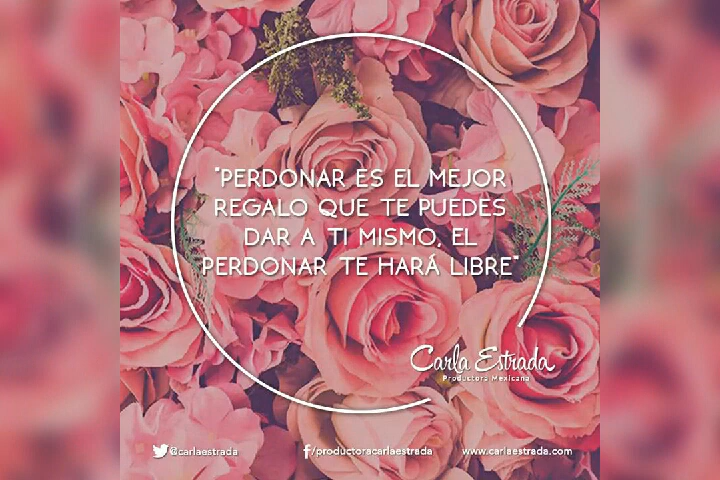 "PERDONAR ES EL MEJOR
REGALO QUE TE PUEDES
DAR A TI MISMO, EL
PERDONAR TE HARÁ LIBRE"
Carla Estrada
Productora Mexicana
@carlaestrada
/productoracarlaestrada
www.carlaestrada.com